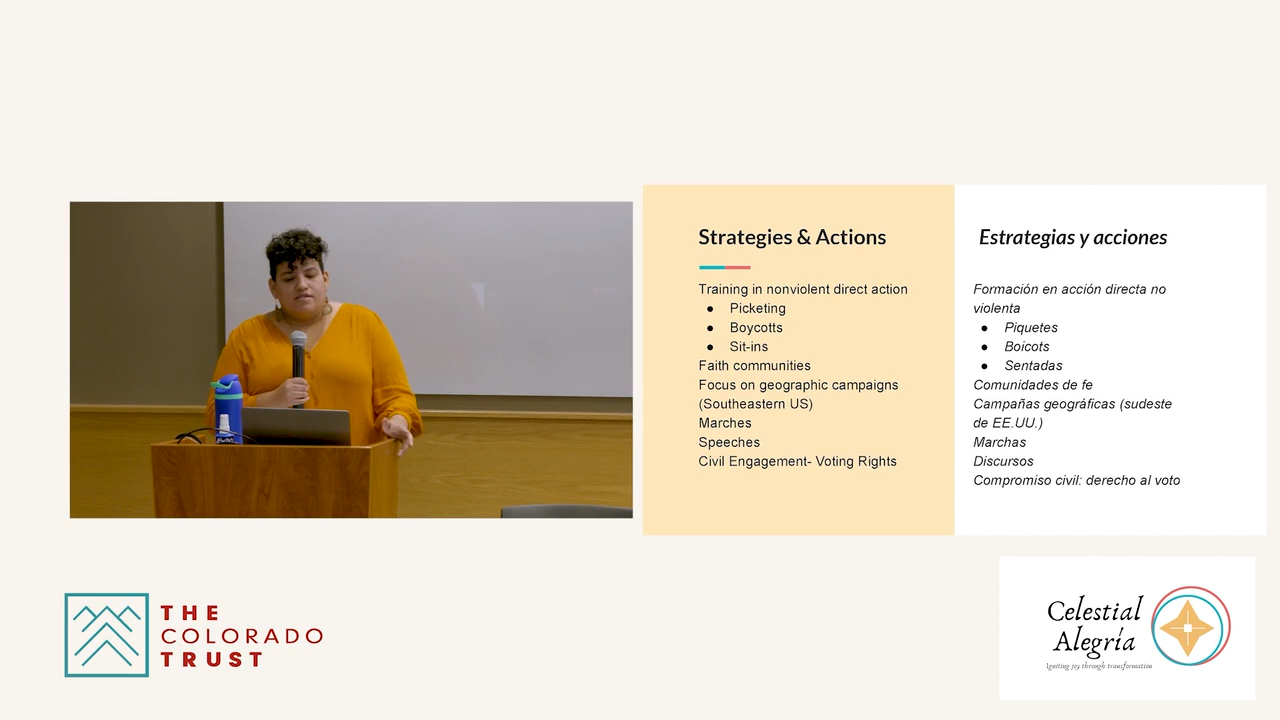 Strategies & Actions
Training in nonviolent direct action
● Picketing
● Boycotts
● Sit-ins
Faith communities
Focus on geographic campaigns
(Southeastern US)
Marches
Speeches
Civil Engagement- Voting Rights
Estrategias y acciones
Formación en acción directa no
violenta
● Piquetes
● Boicots
● Sentadas
Comunidades de fe
Campañas geográficas (sudeste
de EE.UU.)
Marchas
Discursos
Compromiso civil: derecho al voto
THE
COLORADO
TRUST
Celestial
Alegría
Igniting joy through transformation